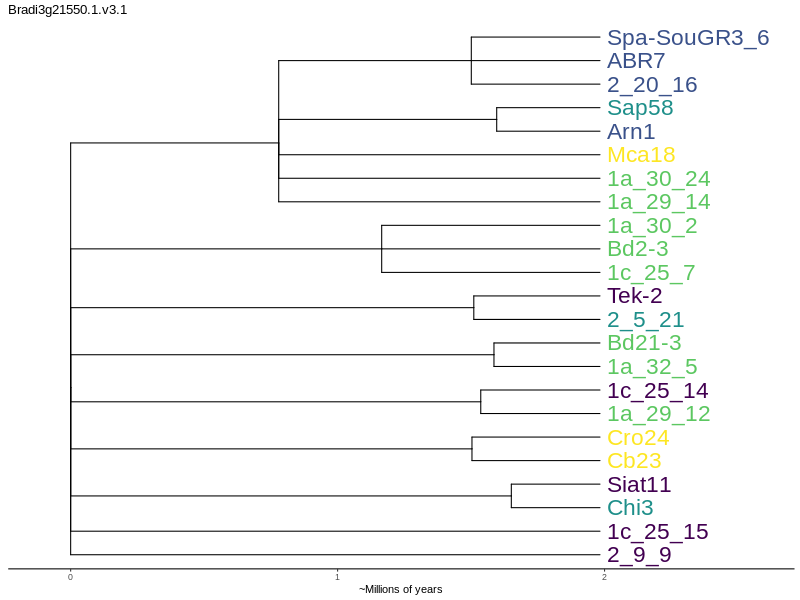 Bradi3g21550.1.v3.1
Spa-SouGR3_6
ABR7
2_20_16
Sap58
Arn1
Mca18
1a_30_24
1a_29_14
1a_30_2
Bd2-3
1c_25_7
Tek-2
2_5_21
Bd21-3
1a_32_5
1c_25_14
1a_29_12
Cro24
Cb23
Siat11
Chi3
1c_25_15
2_9_9
0 1 2
~Millions of years